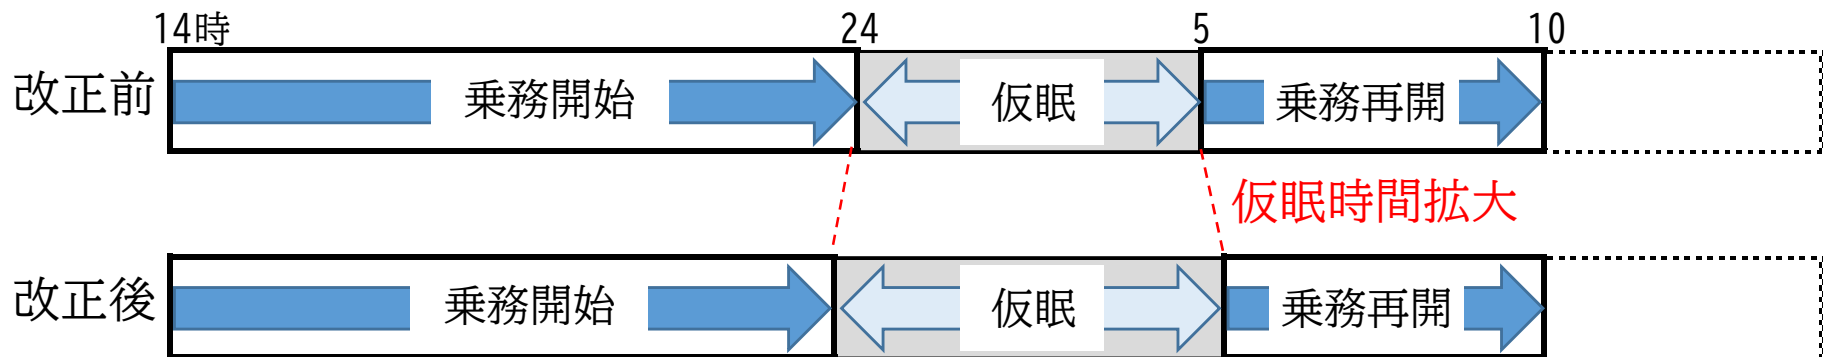 14時 24 5 10
改正前 乗務開始 仮眠 乗務再開
仮眠時間拡大
改正後 乗務開始 仮眠 乗務再開